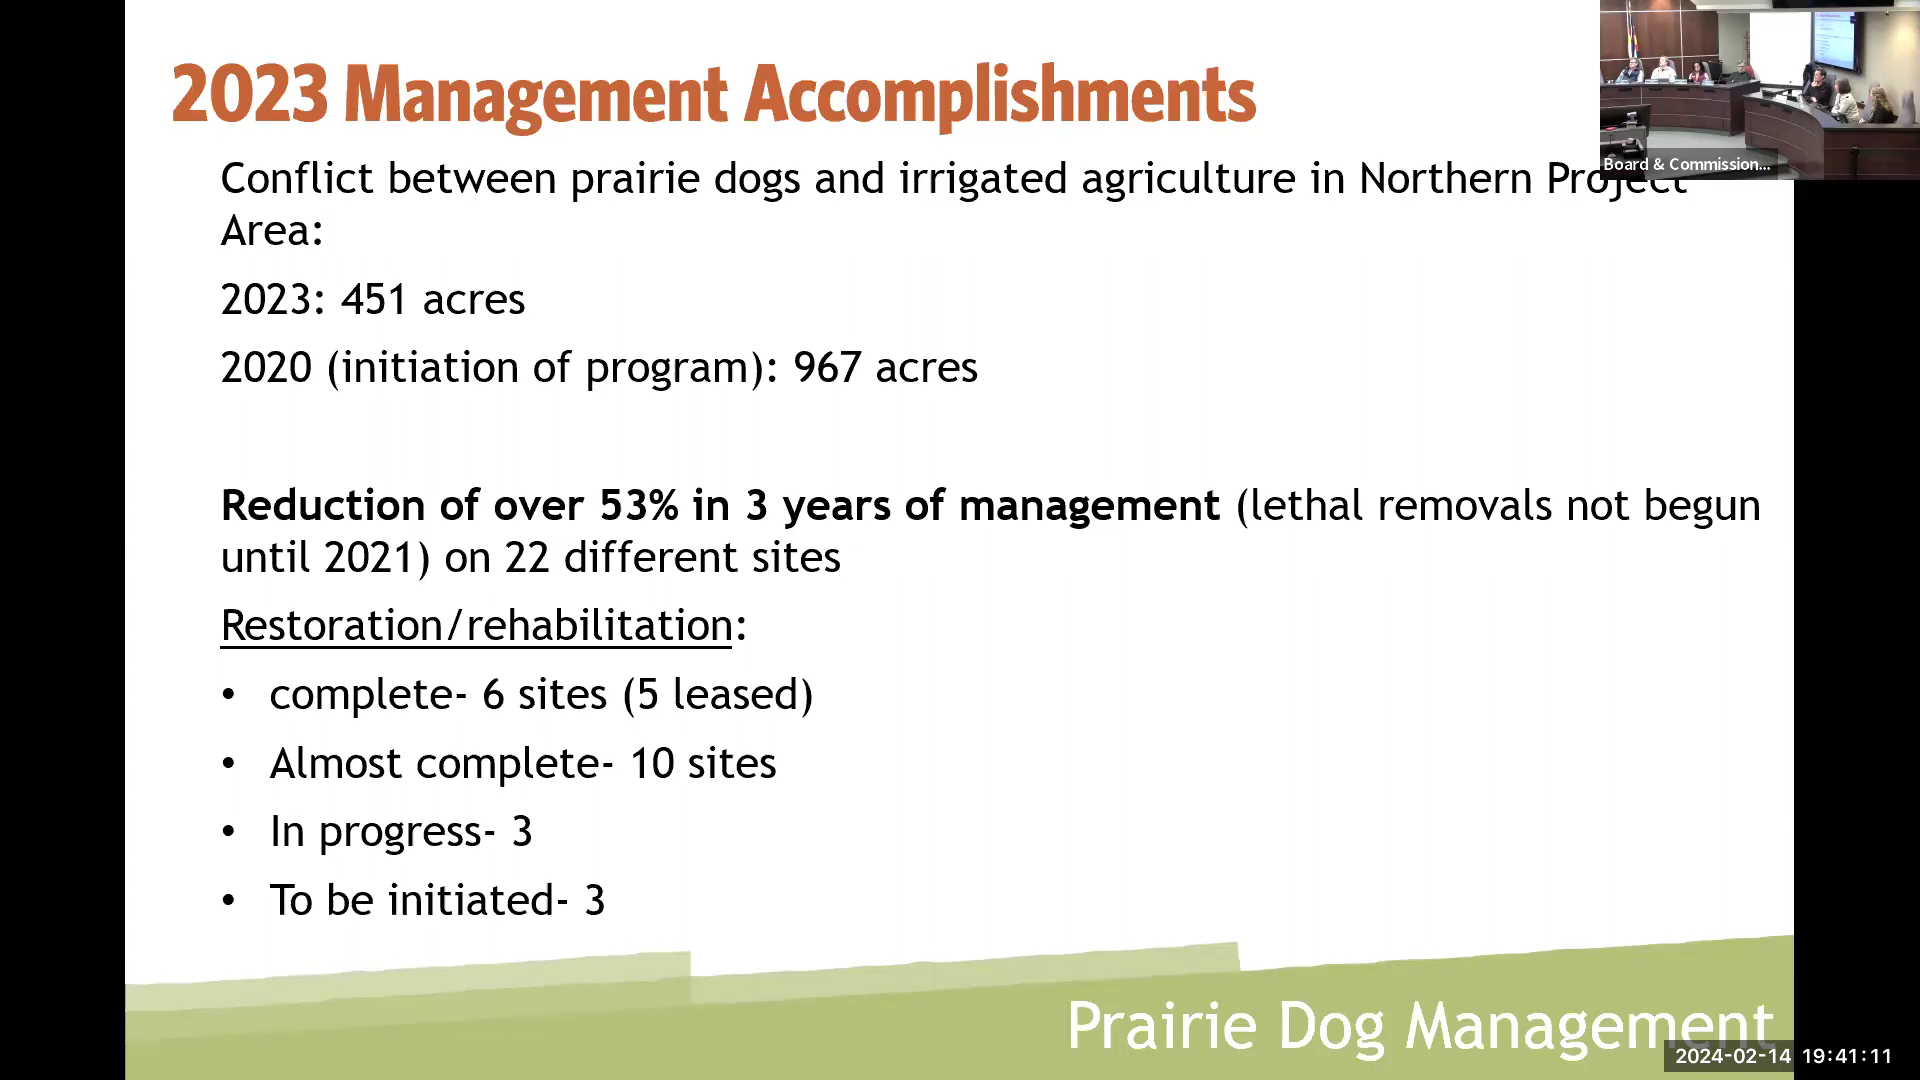 2023 Management Accomplishments
Board & Commission...
Conflict between prairie dogs and irrigated agriculture in Northern Project
Area:
2023: 451 acres
2020 (initiation of program): 967 acres
Reduction of over 53% in 3 years of management (lethal removals not begun
until 2021) on 22 different sites
Restoration/rehabilitation:
• complete- 6 sites (5 leased)
• Almost complete- 10 sites
• In progress- 3
• To be initiated- 3
Prairie Dog Management
2024-02-14 19:41:11